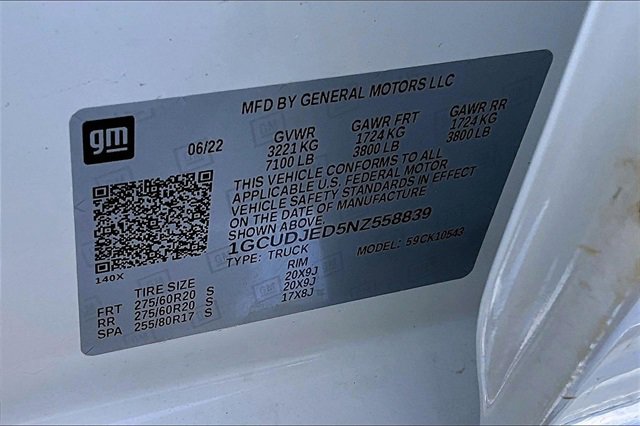 MFD BY GENERAL MOTORS LLC
gm
06/22 GVWR GAWR FRT GAWR RR
3221 KG 1724 KG 1724 KG
7100 LB 3800 LB 3800 LB
THIS VEHICLE CONFORMS TO ALL
APPLICABLE U.S. FEDERAL MOTOR
VEHICLE SAFETY STANDARDS IN EFFECT
ON THE DATE OF MANUFACTURE
SHOWN ABOVE.
1GCUDJED5NZ558839
TYPE: TRUCK MODEL: 59CK10543
140X
TIRE SIZE RIM
FRT 275/60R20 S 20X9J
RR 275/60R20 S 20X9J
SPA 255/80R17 S 17X8J